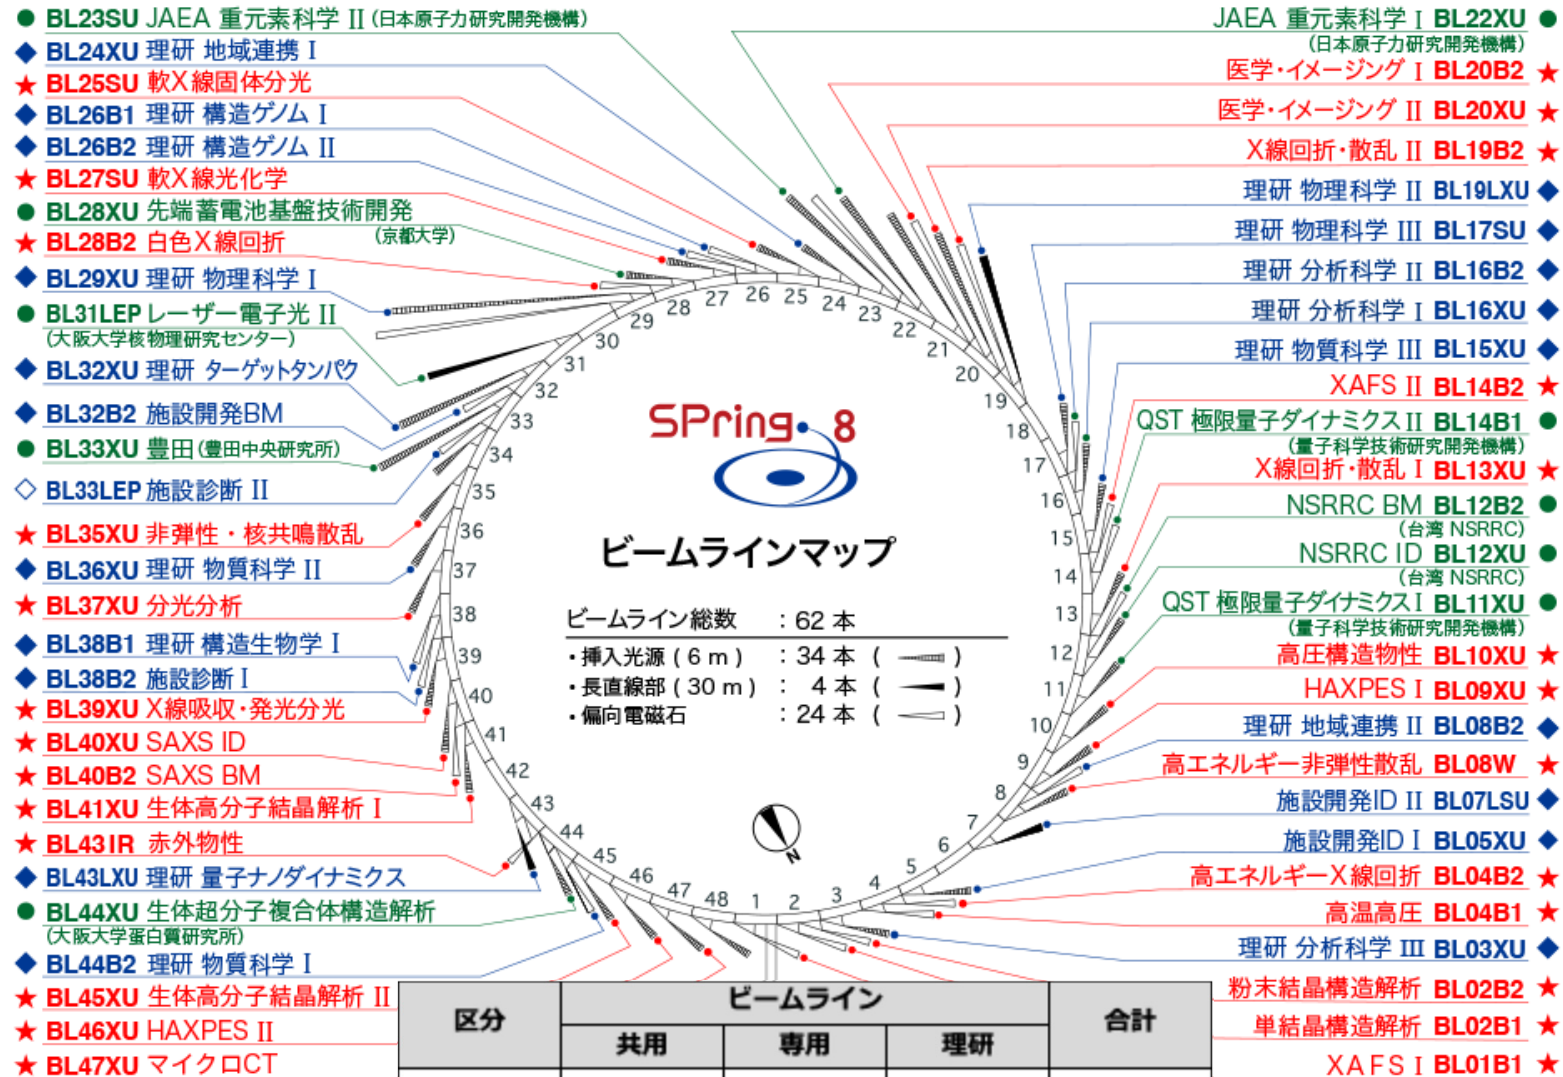 BL23SU JAEA 重元素科学 II (日本原子力研究開発機構)
BL24XU 理研 地域連携 I
BL25SU 軟X線固体分光
BL26B1 理研 構造ゲノム I
BL26B2 理研 構造ゲノム II
BL27SU 軟X線光化学
BL28XU 先端蓄電池基盤技術開発
(京都大学)
BL28B2 白色X線回折
BL29XU 理研 物理科学 I
BL31LEP レーザー電子光 II
(大阪大学核物理研究センター)
BL32XU 理研 ターゲットタンパク
BL32B2 施設開発BM
BL33XU 豊田 (豊田中央研究所)
BL33LEP 施設診断 II
BL35XU 非弾性・核共鳴散乱
BL36XU 理研 物質科学 II
BL37XU 分光分析
BL38B1 理研 構造生物学 I
BL38B2 施設診断 I
BL39XU X線吸収・発光分光
BL40XU SAXS ID
BL40B2 SAXS BM
BL41XU 生体高分子結晶解析 I
BL43IR 赤外物性
BL43LXU 理研 量子ナノダイナミクス
BL44XU 生体超分子複合体構造解析
(大阪大学蛋白質研究所)
BL44B2 理研 物質科学 I
BL45XU 生体高分子結晶解析 II
BL46XU HAXPES II
BL47XU マイクロCT
JAEA 重元素科学 I BL22XU
(日本原子力研究開発機構)
医学・イメージング I BL20B2
医学・イメージング II BL20XU
X線回折・散乱 II BL19B2
理研 物理科学 II BL19LXU
理研 物理科学 III BL17SU
理研 分析科学 II BL16B2
理研 分析科学 I BL16XU
理研 物質科学 III BL15XU
XAFS II BL14B2
QST 極限量子ダイナミクス II BL14B1
(量子科学技術研究開発機構)
X線回折・散乱 I BL13XU
NSRRC BM BL12B2
(台湾 NSRRC)
NSRRC ID BL12XU
(台湾 NSRRC)
QST 極限量子ダイナミクス I BL11XU
(量子科学技術研究開発機構)
高圧構造物性 BL10XU
HAXPES I BL09XU
理研 地域連携 II BL08B2
高エネルギー非弾性散乱 BL08W
施設開発ID II BL07LSU
施設開発ID I BL05XU
高エネルギーX線回折 BL04B2
高温高圧 BL04B1
理研 分析科学 III BL03XU
粉末結晶構造解析 BL02B2
単結晶構造解析 BL02B1
XAFS I BL01B1
1
2
3
4
5
6
7
8
9
10
11
12
13
14
15
16
17
18
19
20
21
22
23
24
25
26
27
28
29
30
31
32
33
34
35
36
37
38
39
40
41
42
43
44
45
46
47
48
SPring 8
ビームラインマップ
ビームライン総数 : 62 本
・挿入光源 ( 6 m ) : 34 本 ( )
・長直線部 ( 30 m ) : 4 本 ( )
・偏向電磁石 : 24 本 ( )
N
区分 ビームライン 合計
共用 専用 理研